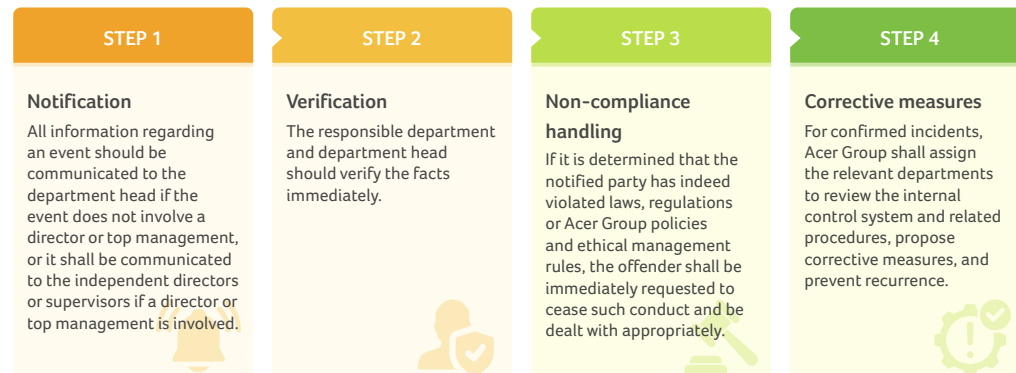 STEP 1
Notification
All information regarding
an event should be
communicated to the
department head if the
event does not involve a
director or top management,
or it shall be communicated
to the independent directors
or supervisors if a director or
top management is involved.
STEP 2
Verification
The responsible department
and department head
should verify the facts
immediately.
STEP 3
Non-compliance
handling
If it is determined that the
notified party has indeed
violated laws, regulations
or Acer Group policies
and ethical management
rules, the offender shall be
immediately requested to
cease such conduct and be
dealt with appropriately.
STEP 4
Corrective measures
For confirmed incidents,
Acer Group shall assign
the relevant departments
to review the internal
control system and related
procedures, propose
corrective measures, and
prevent recurrence.